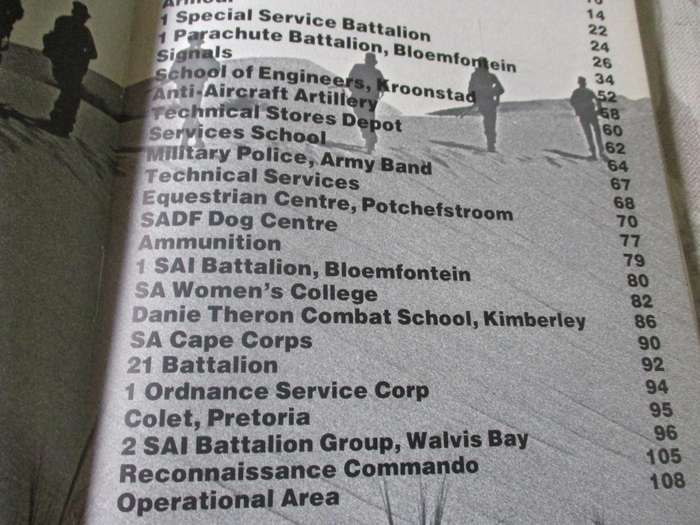 10
14
22
Armour 24
1 Special Service Battalion 26
1 Parachute Battalion, Bloemfontein 34
Signals 52
School of Engineers, Kroonstad 58
Anti-Aircraft Artillery 60
Technical Stores Depot 62
Services School 64
Military Police, Army Band 67
Technical Services 68
Equestrian Centre, Potchefstroom 70
SADF Dog Centre 77
Ammunition 79
1 SAI Battalion, Bloemfontein 80
SA Women's College 82
Danie Theron Combat School, Kimberley 86
SA Cape Corps 90
21 Battalion 92
1 Ordnance Service Corp 94
Colet, Pretoria 95
2 SAI Battalion Group, Walvis Bay 96
Reconnaissance Commando 105
Operational Area 108